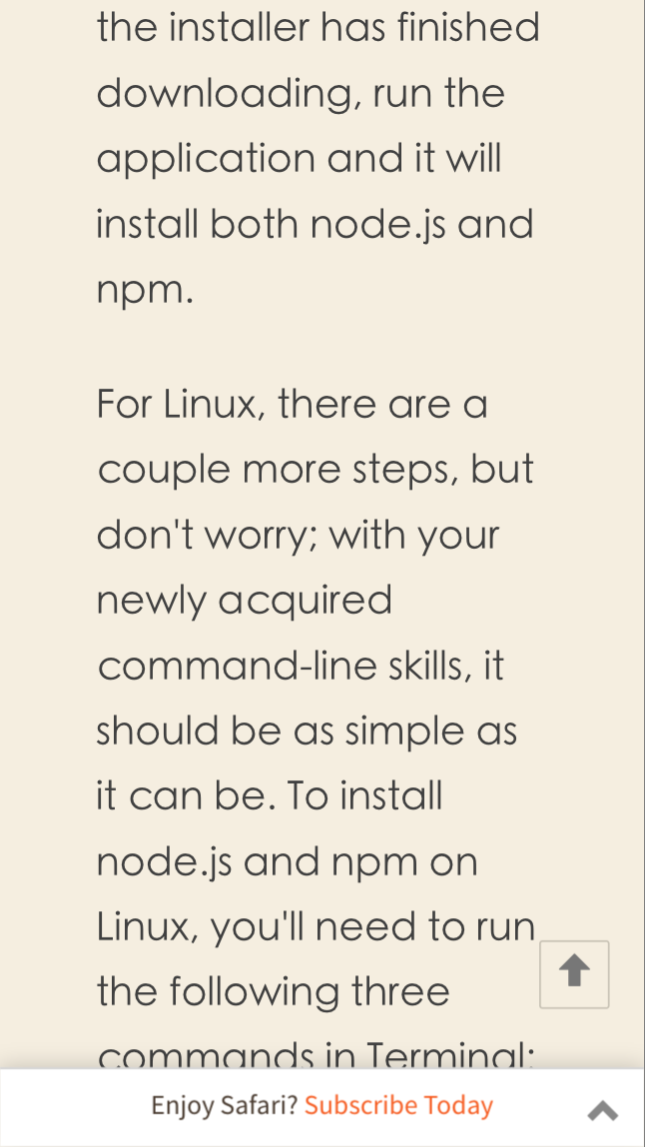 the installer has finished
downloading, run the
application and it will
install both node.js and
npm.
For Linux, there are a
couple more steps, but
don't worry; with your
newly acquired
command-line skills, it
should be as simple as
it can be. To install
node.js and npm on
Linux, you'll need to run
the following three
commands in Terminal:
Enjoy Safari? Subscribe Today